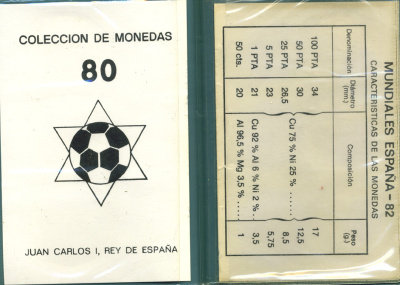 COLECCION DE MONEDAS
80
JUAN CARLOS I, REY DE ESPAÑA
MUNDIALES ESPAÑA-82
CARACTERISTICAS DE LAS MONEDAS
Denominación Diámetro (mm.) Composición Peso (g.)
100 PTA 34 17
50 PTA 30 12,5
25 PTA 26,5 Cu 75 % Ni 25 % ..... 8,5
5 PTA 23 5,75
1 PTA 21 Cu 92 % Al 6 % Ni 2 % .... 3,5
50 cts. 20 Al 96,5 % Mg 3,5 % ..... 1